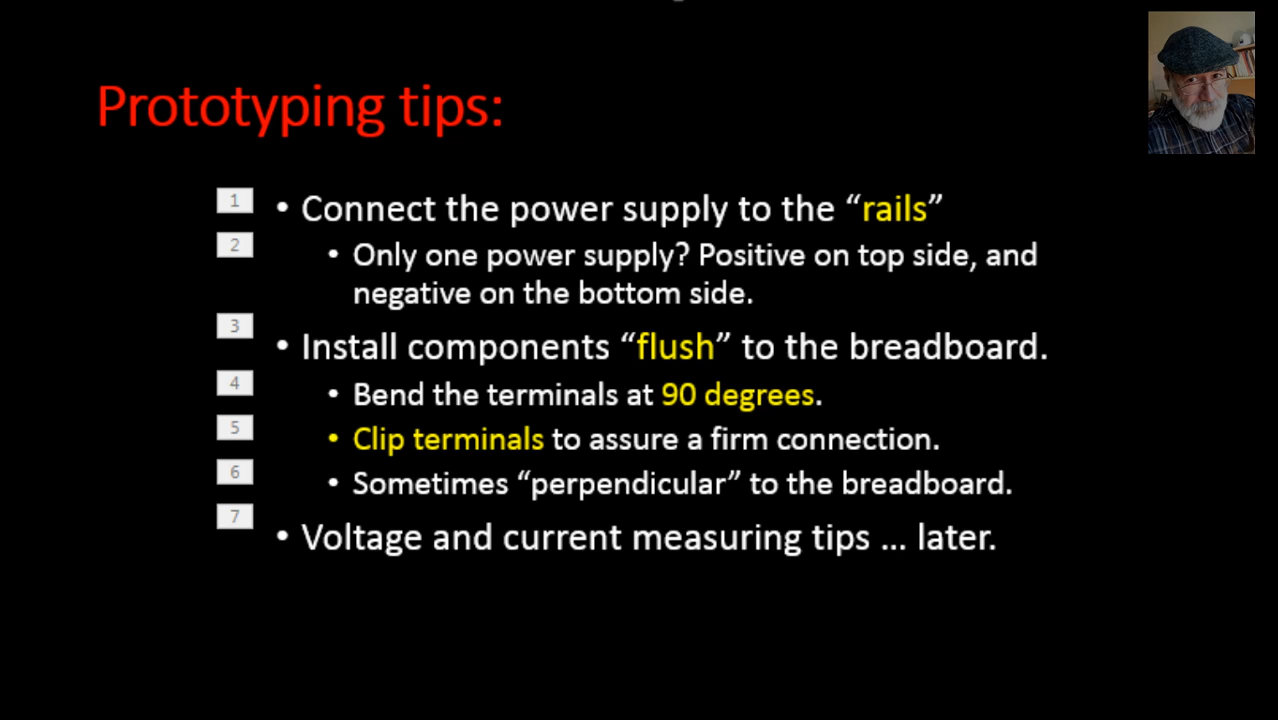 Prototyping tips:
1 • Connect the power supply to the “rails”
2 • Only one power supply? Positive on top side, and
negative on the bottom side.
3 • Install components “flush” to the breadboard.
4 • Bend the terminals at 90 degrees.
5 • Clip terminals to assure a firm connection.
6 • Sometimes “perpendicular” to the breadboard.
7 • Voltage and current measuring tips ... later.